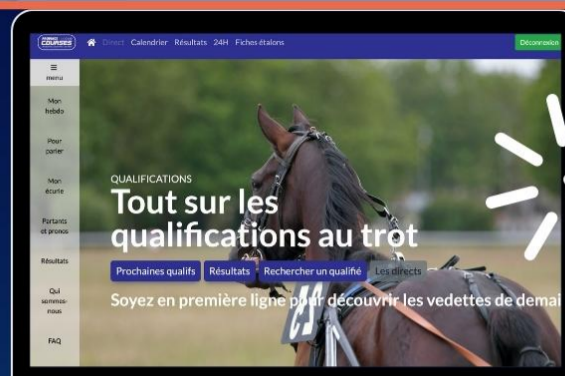 COURSES
Direct Calendrier Résultats 24H Fiches étalons
Déconnexion
menu
Mon
hebdo
Pour
parier
Mon
écurie
Partants
et pronos
Résultats
Qui
sommes-
nous
FAQ
QUALIFICATIONS
Tout sur les
qualifications au trot
Prochaines qualifs Résultats Rechercher un qualifié Les directs
Soyez en première ligne pour découvrir les vedettes de demai